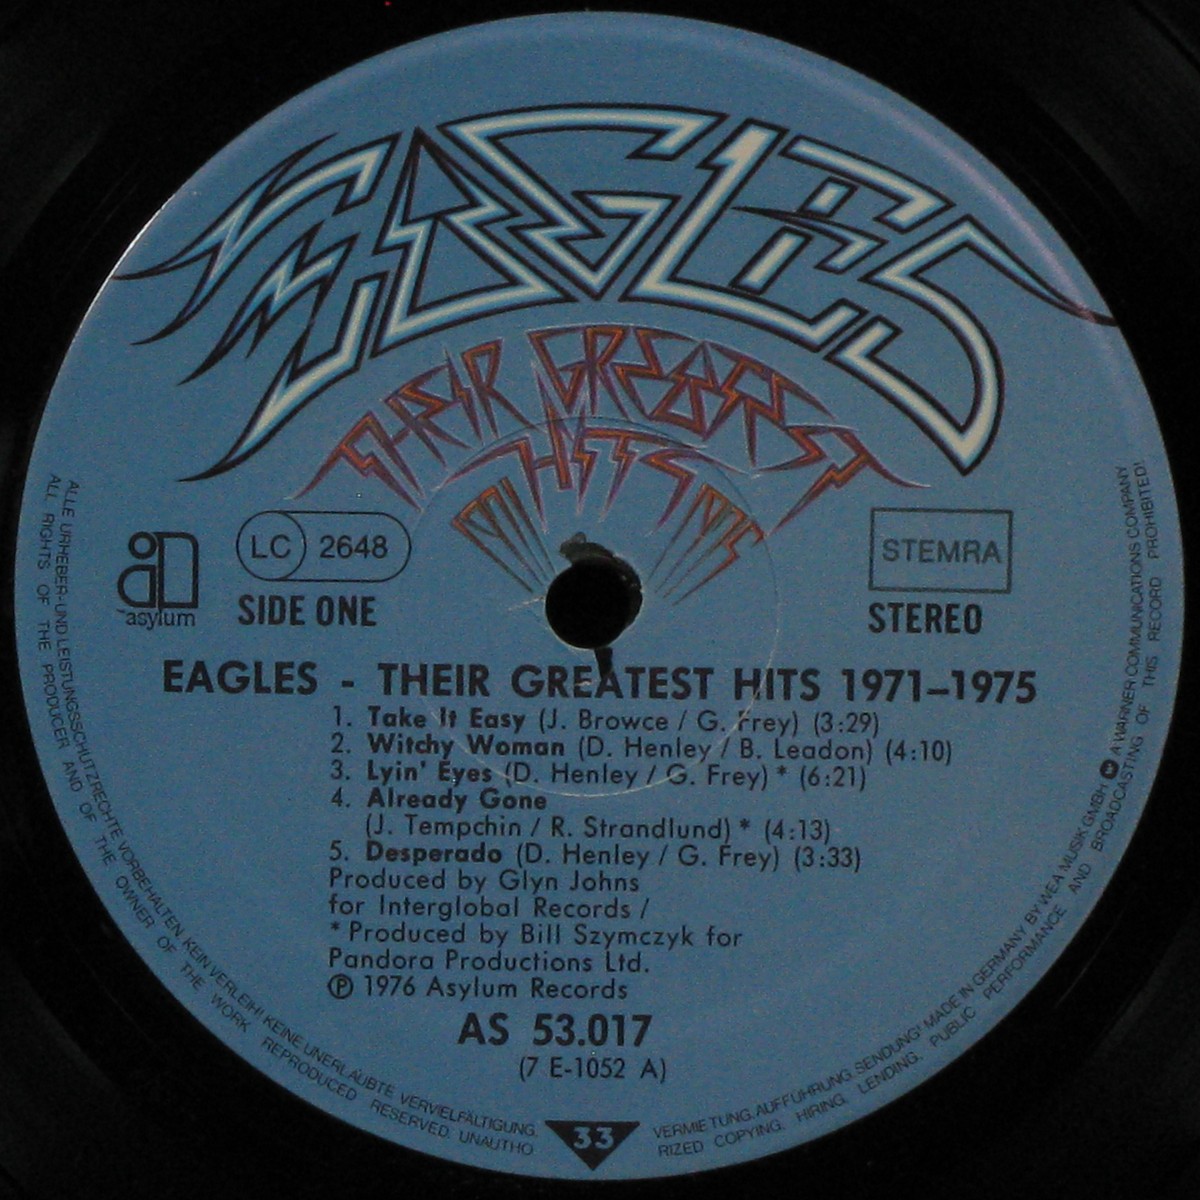 EAGLES
THEIR GREATEST
HITS
asylum
LC 2648
SIDE ONE
STEMRA
STEREO
EAGLES - THEIR GREATEST HITS 1971–1975
1. Take It Easy (J. Browce / G. Frey) (3:29)
2. Witchy Woman (D. Henley / B. Leadon) (4:10)
3. Lyin' Eyes (D. Henley / G. Frey) * (6:21)
4. Already Gone
(J. Tempchin / R. Strandlund) * (4:13)
5. Desperado (D. Henley / G. Frey) (3:33)
Produced by Glyn Johns
for Interglobal Records /
* Produced by Bill Szymczyk for
Pandora Productions Ltd.
℗ 1976 Asylum Records
AS 53.017
(7 E-1052 A)
33
ALLE URHEBER- UND LEISTUNGSSCHUTZRECHTE VORBEHALTEN. KEIN VERLEIH! KEINE UNERLAUBTE VERVIELFÄLTIGUNG, VERMIETUNG, AUFFÜHRUNG, SENDUNG! MADE IN GERMANY BY WEA MUSIK GMBH A WARNER COMMUNICATIONS COMPANY
ALL RIGHTS OF THE PRODUCER AND OF THE OWNER OF THE WORK REPRODUCED RESERVED. UNAUTHORIZED COPYING, HIRING, LENDING, PUBLIC PERFORMANCE AND BROADCASTING OF THIS RECORD PROHIBITED!